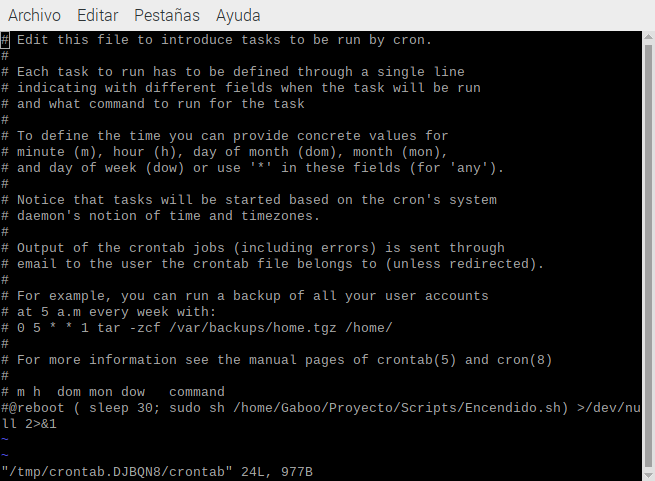 Archivo Editar Pestañas Ayuda
# Edit this file to introduce tasks to be run by cron.
#
# Each task to run has to be defined through a single line
# indicating with different fields when the task will be run
# and what command to run for the task
#
# To define the time you can provide concrete values for
# minute (m), hour (h), day of month (dom), month (mon),
# and day of week (dow) or use '*' in these fields (for 'any').
#
# Notice that tasks will be started based on the cron's system
# daemon's notion of time and timezones.
#
# Output of the crontab jobs (including errors) is sent through
# email to the user the crontab file belongs to (unless redirected).
#
# For example, you can run a backup of all your user accounts
# at 5 a.m every week with:
# 0 5 * * 1 tar -zcf /var/backups/home.tgz /home/
#
# For more information see the manual pages of crontab(5) and cron(8)
#
# m h  dom mon dow   command
#@reboot ( sleep 30; sudo sh /home/Gaboo/Proyecto/Scripts/Encendido.sh) >/dev/nu
ll 2>&1
~
~
"/tmp/crontab.DJBQN8/crontab" 24L, 977B